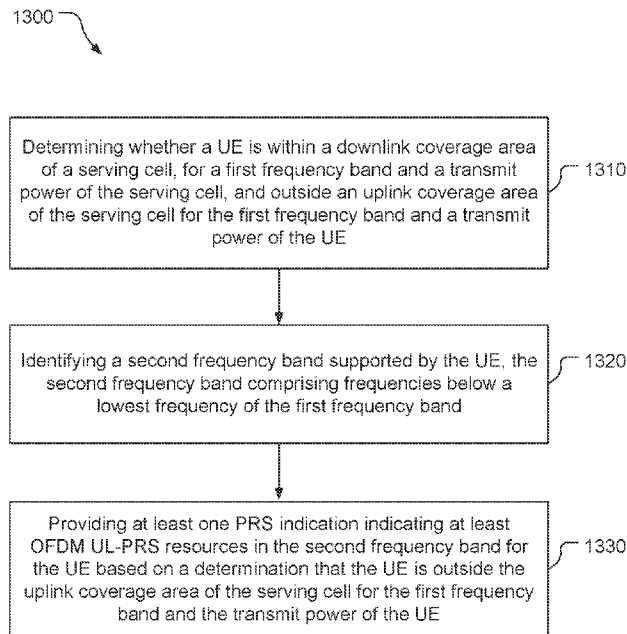 1300
Determining whether a UE is within a downlink coverage area
of a serving cell, for a first frequency band and a transmit
power of the serving cell, and outside an uplink coverage area
of the serving cell for the first frequency band and a transmit
power of the UE
1310
Identifying a second frequency band supported by the UE, the
second frequency band comprising frequencies below a
lowest frequency of the first frequency band
1320
Providing at least one PRS indication indicating at least
OFDM UL-PRS resources in the second frequency band for
the UE based on a determination that the UE is outside the
uplink coverage area of the serving cell for the first frequency
band and the transmit power of the UE
1330